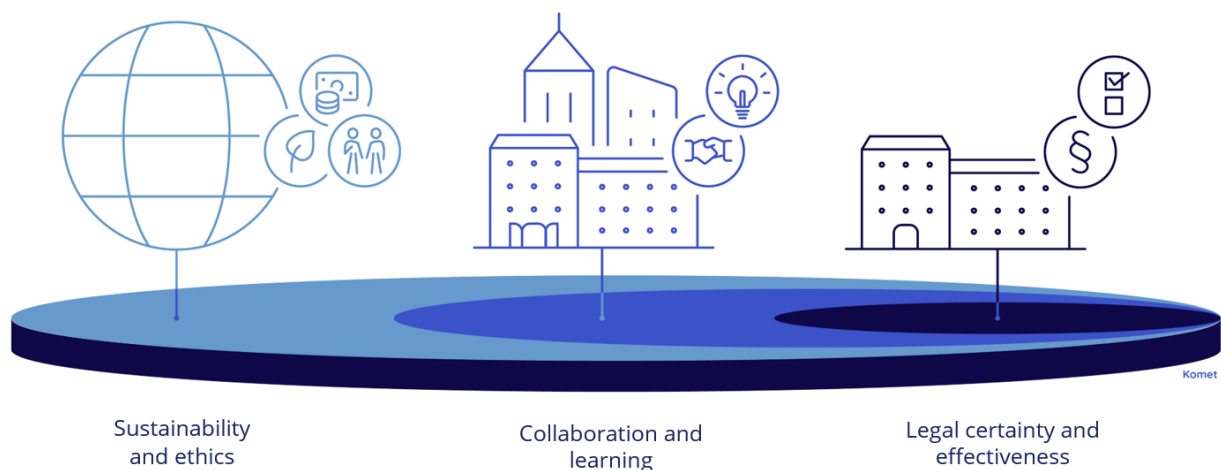 §
Komet
Sustainability
and ethics
Collaboration and
learning
Legal certainty and
effectiveness